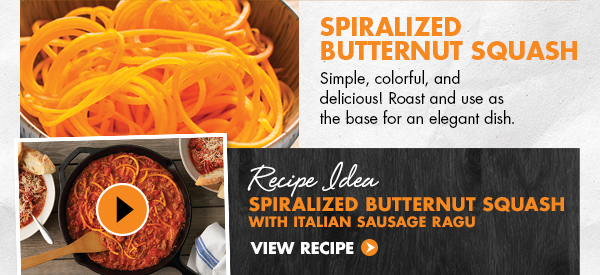 SPIRALIZED
BUTTERNUT SQUASH
Simple, colorful, and
delicious! Roast and use as
the base for an elegant dish.
Recipe Idea
SPIRALIZED BUTTERNUT SQUASH
WITH ITALIAN SAUSAGE RAGU
VIEW RECIPE